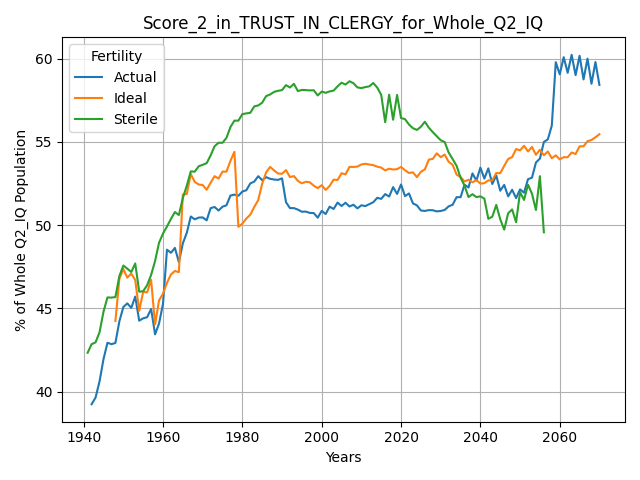 Score_2_in_TRUST_IN_CLERGY_for_Whole_Q2_IQ
Fertility
Actual
Ideal
Sterile
% of Whole Q2_IQ Population
60
55
50
45
40
1940 1960 1980 2000 2020 2040 2060
Years